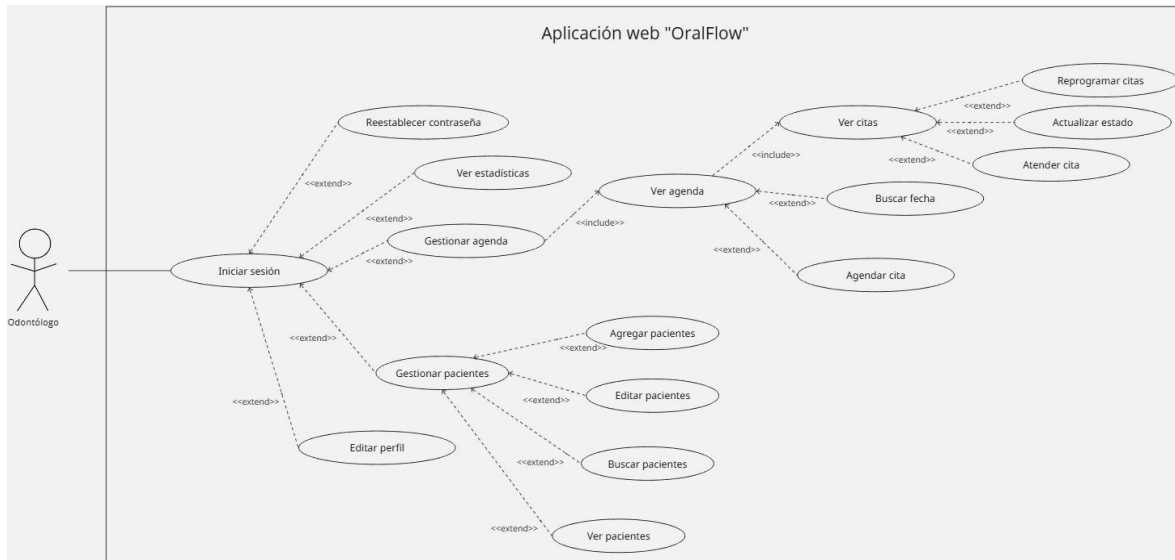 Aplicación web "OralFlow"
Reprogramar citas
<<extend>>
Reestablecer contraseña
Ver citas
<<extend>>
Actualizar estado
<<include>>
<<extend>>
Atender cita
Ver estadísticas
<<extend>>
Ver agenda
<<extend>>
Buscar fecha
<<extend>>
<<include>>
Gestionar agenda
<<extend>>
<<extend>>
Iniciar sesión
Agendar cita
Odontólogo
<<extend>>
Agregar pacientes
<<extend>>
Gestionar pacientes
Editar pacientes
<<extend>>
<<extend>>
Editar perfil
Buscar pacientes
<<extend>>
<<extend>>
Ver pacientes